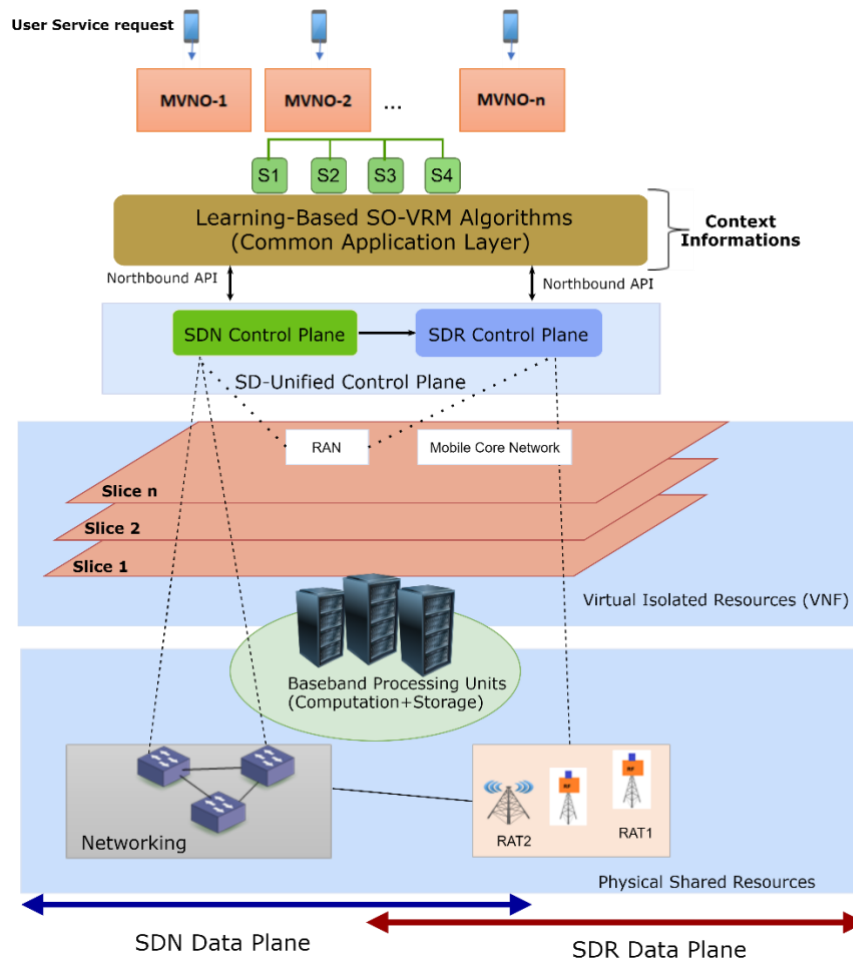 User Service request
MVNO-1
MVNO-2
...
MVNO-n
S1
S2
S3
S4
Learning-Based SO-VRM Algorithms
(Common Application Layer)
Context
Informations
Northbound API
Northbound API
SDN Control Plane
SDR Control Plane
SD-Unified Control Plane
RAN
Mobile Core Network
Slice n
Slice 2
Slice 1
Virtual Isolated Resources (VNF)
Baseband Processing Units
(Computation+Storage)
RF
RF
RAT2
RAT1
Networking
Physical Shared Resources
SDN Data Plane
SDR Data Plane